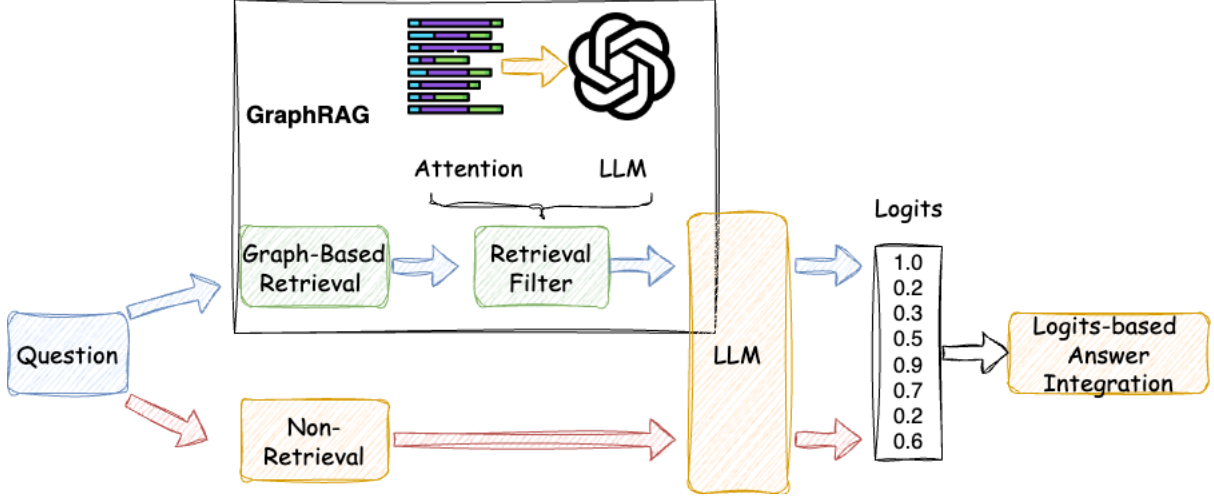 GraphRAG
Attention
LLM
Graph-Based
Retrieval
Retrieval
Filter
Question
Non-
Retrieval
LLM
Logits
1.0
0.2
0.3
0.5
0.9
0.7
0.2
0.6
Logits-based
Answer
Integration